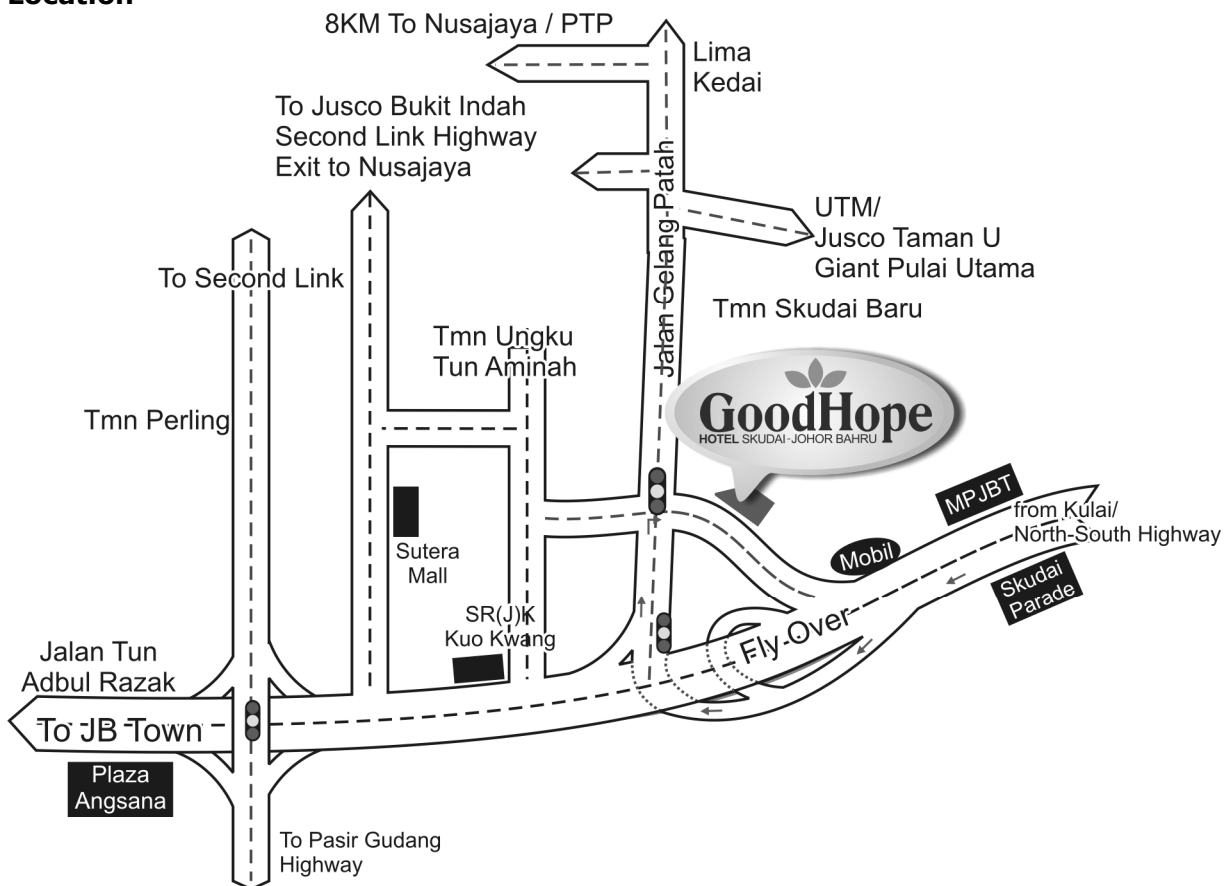 Location
8KM To Nusajaya / PTP
Lima
Kedai
To Jusco Bukit Indah
Second Link Highway
Exit to Nusajaya
Jalan Gelang Patah
UTM/
Jusco Taman U
Giant Pulai Utama
To Second Link
Tmn Skudai Baru
Tmn Ungku
Tun Aminah
Tmn Perling
GoodHope
HOTEL SKUDAI-JOHOR BAHRU
MPJBT
from Kulai/
North-South Highway
Sutera
Mall
Mobil
Skudai
Parade
SR(J)K
Kuo Kwang
Fly-Over
Jalan Tun
Adbul Razak
To JB Town
Plaza
Angsana
To Pasir Gudang
Highway